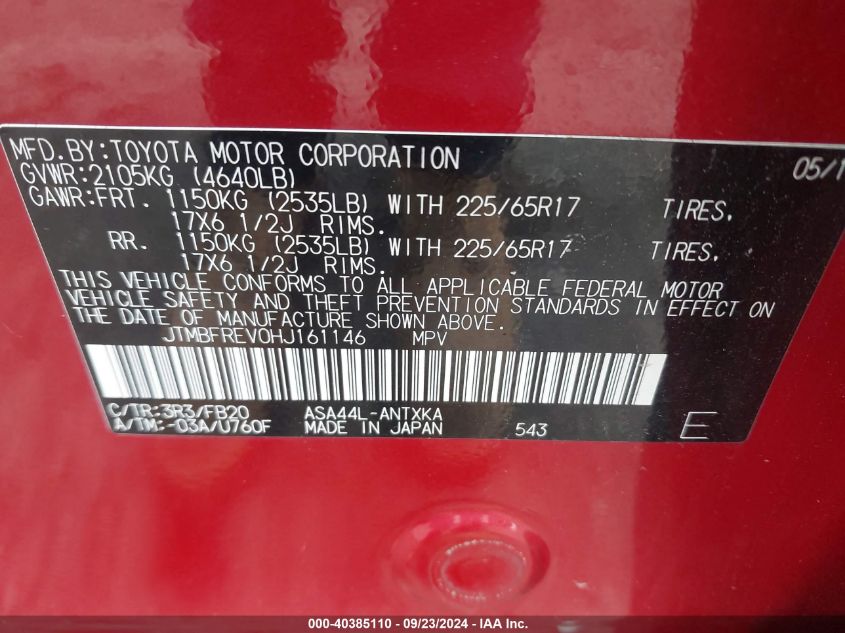 MFD.BY:TOYOTA MOTOR CORPORATION 05/1
GVWR:2105KG (4640LB)
GAWR:FRT. 1150KG (2535LB) WITH 225/65R17 TIRES.
17X6 1/2J RIMS.
RR. 1150KG (2535LB) WITH 225/65R17 TIRES.
17X6 1/2J RIMS.
THIS VEHICLE CONFORMS TO ALL APPLICABLE FEDERAL MOTOR
VEHICLE SAFETY AND THEFT PREVENTION STANDARDS IN EFFECT ON
THE DATE OF MANUFACTURE SHOWN ABOVE.
JTMBFREV0HJ161146 MPV
C/TR:3R3/FB20 ASA44L-ANTXKA
A/TM:-03A/U760F MADE IN JAPAN 543 E
000-40385110 - 09/23/2024 - IAA Inc.